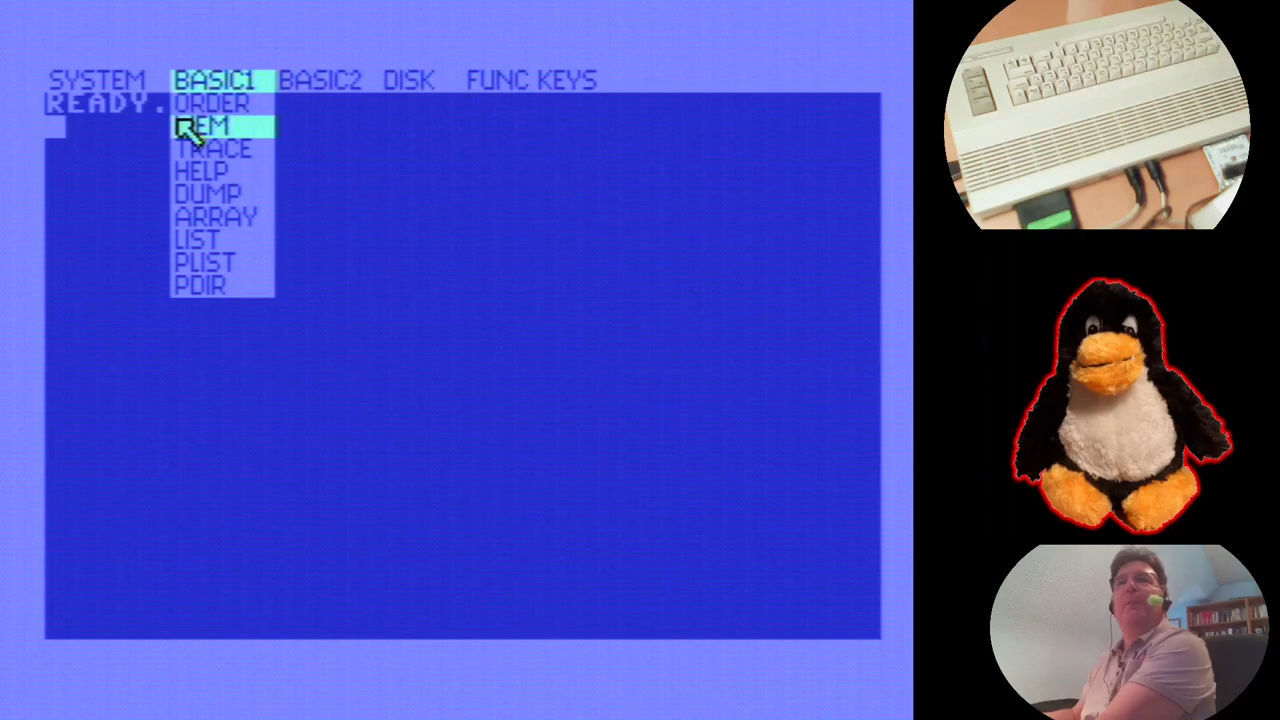 SYSTEM BASIC1 BASIC2 DISK FUNC KEYS
READY.
ORDER
TRACE
HELP
DUMP
ARRAY
LIST
PLIST
PDIR